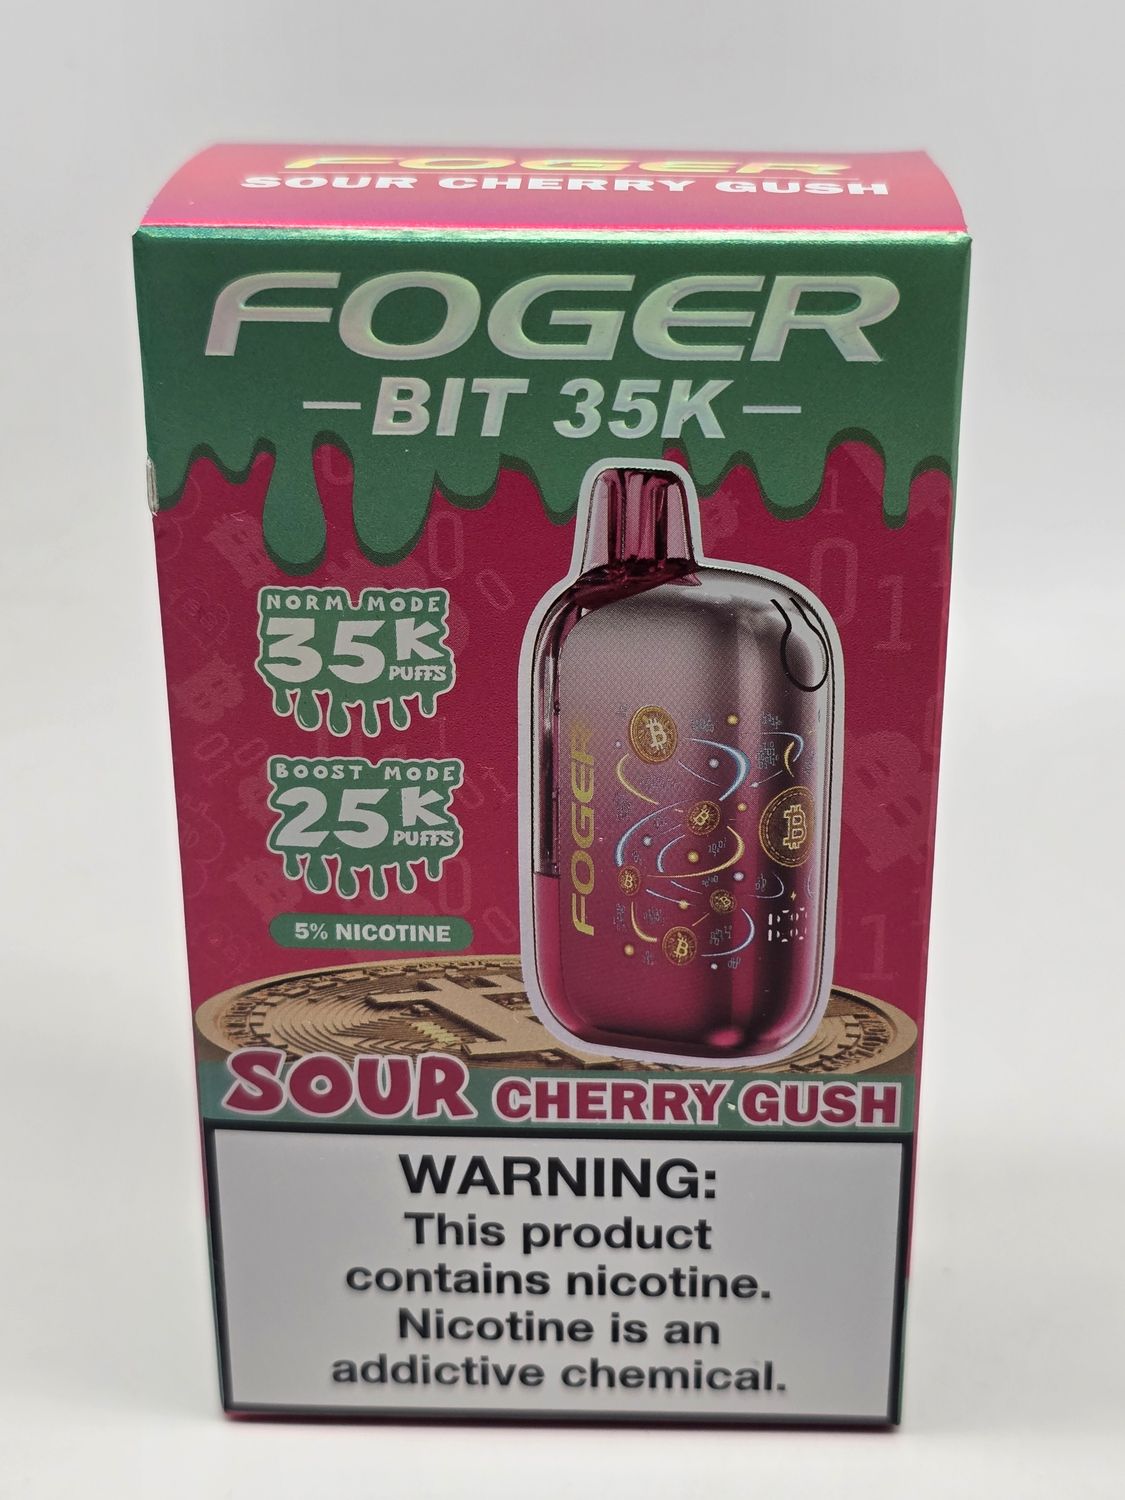 FOGER
SOUR CHERRY GUSH
FOGER
BIT 35K
NORM MODE
35K
PUFFS
BOOST MODE
25K
PUFFS
5% NICOTINE
FOGER
SOUR CHERRY GUSH
WARNING:
This product
contains nicotine.
Nicotine is an
addictive chemical.